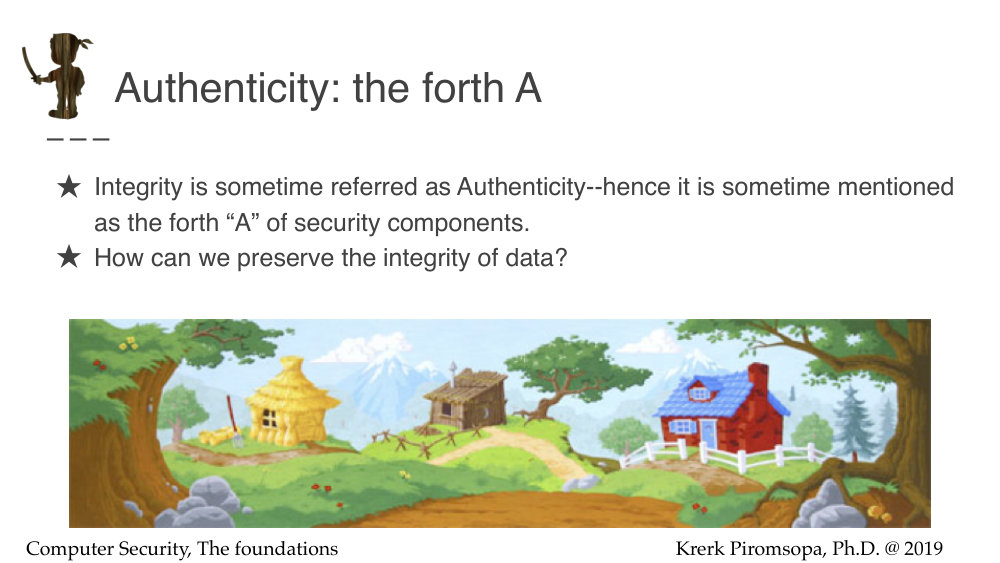 Authenticity: the forth A
Integrity is sometime referred as Authenticity--hence it is sometime mentioned
as the forth “A” of security components.
How can we preserve the integrity of data?
Computer Security, The foundations
Krerk Piromsopa, Ph.D. @ 2019